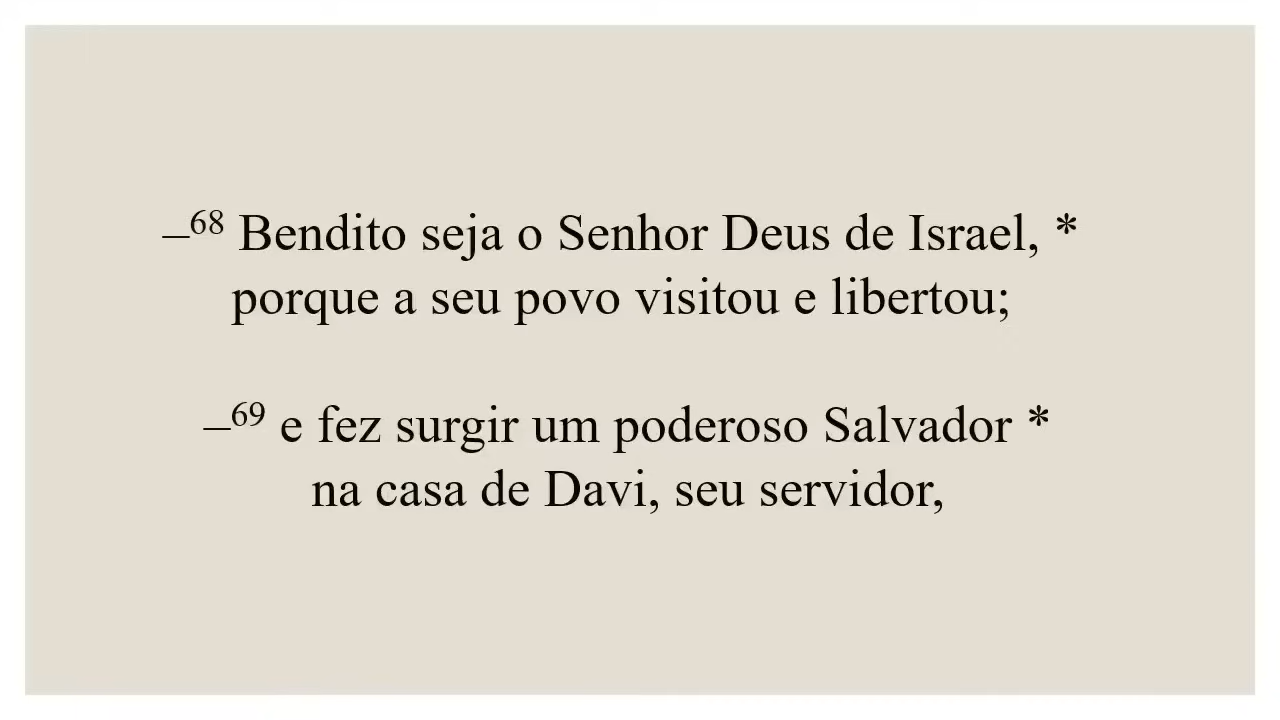 –⁶⁸ Bendito seja o Senhor Deus de Israel, *
porque a seu povo visitou e libertou;
–⁶⁹ e fez surgir um poderoso Salvador *
na casa de Davi, seu servidor,